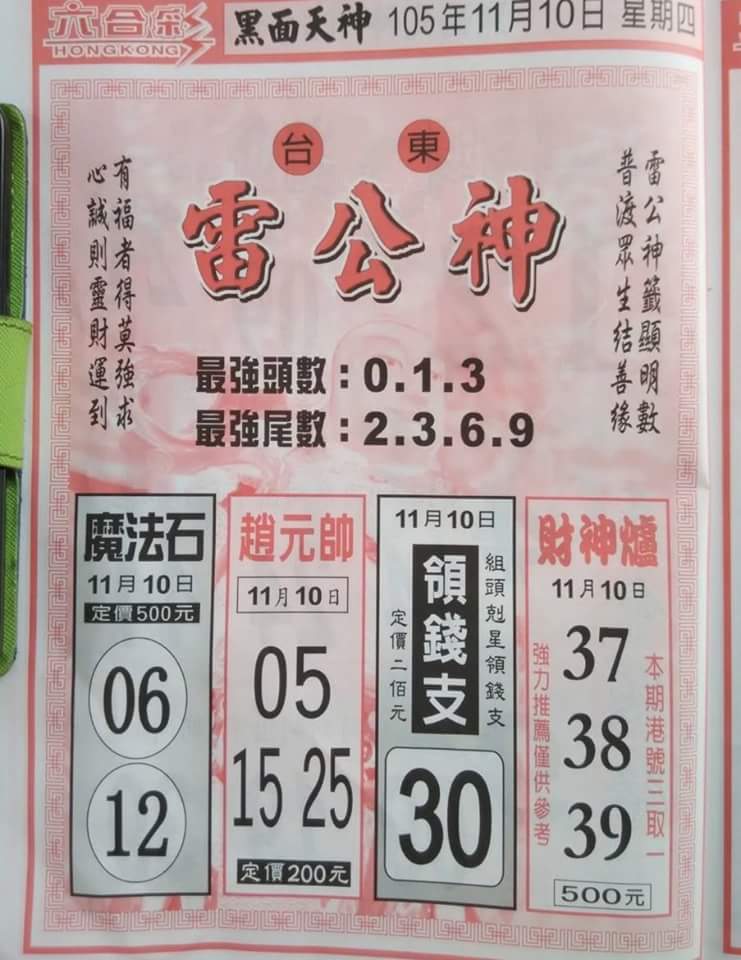 六合彩
HONGKONG
黑面天神 105年11月10日 星期四
台東
雷公神
雷公神籤顯明數
普渡眾生結善緣
有福者得莫強求
心誠則靈財運到
最強頭數：0.1.3
最強尾數：2.3.6.9
魔法石
11月10日
定價500元
06
12
趙元帥
11月10日
05
15 25
定價200元
11月10日
組頭剋星領錢支
領錢支
定價二佰元
30
財神爐
11月10日
本期港號三取一
37
38
39
強力推薦僅供參考
500元